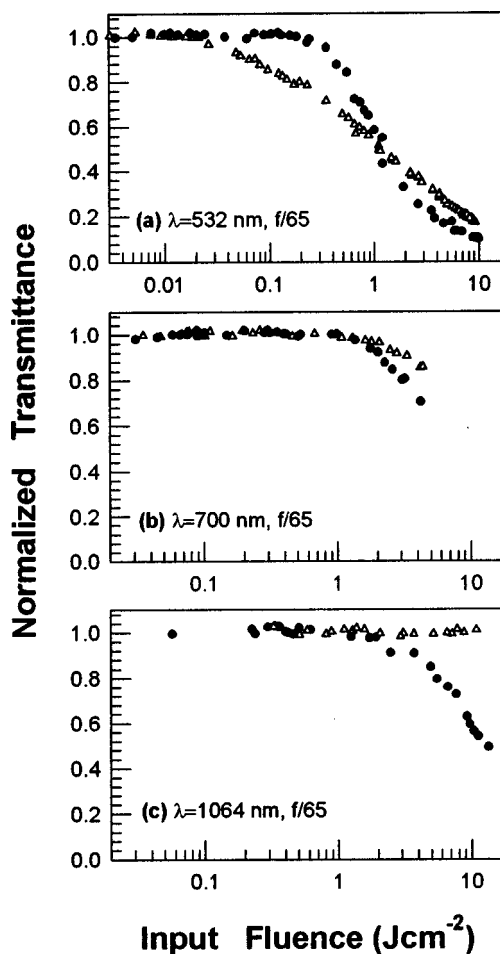 Normalized Transmittance
1.0
0.8
0.6
0.4
0.2
0.0
(a) λ=532 nm, f/65
0.01 0.1 1 10
1.0
0.8
0.6
0.4
0.2
0.0
(b) λ=700 nm, f/65
0.1 1 10
1.0
0.8
0.6
0.4
0.2
0.0
(c) λ=1064 nm, f/65
0.1 1 10
Input Fluence (Jcm⁻²)